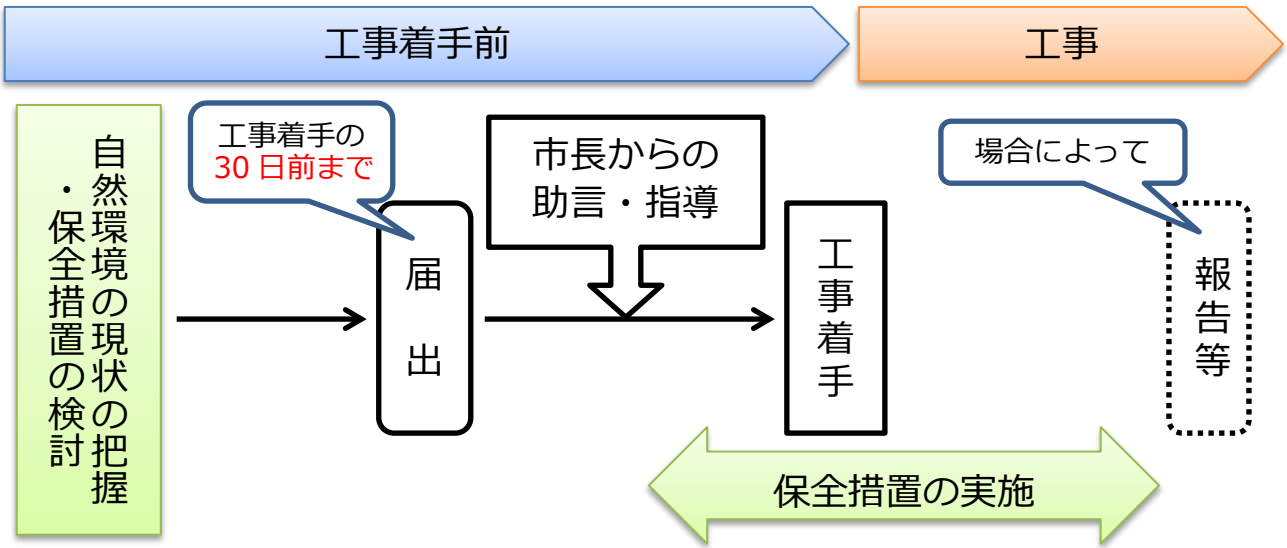 工事着手前
工事
自然環境の現状の把握
・保全措置の検討
工事着手の
30日前まで
届出
市長からの
助言・指導
工事着手
場合によって
報告等
保全措置の実施